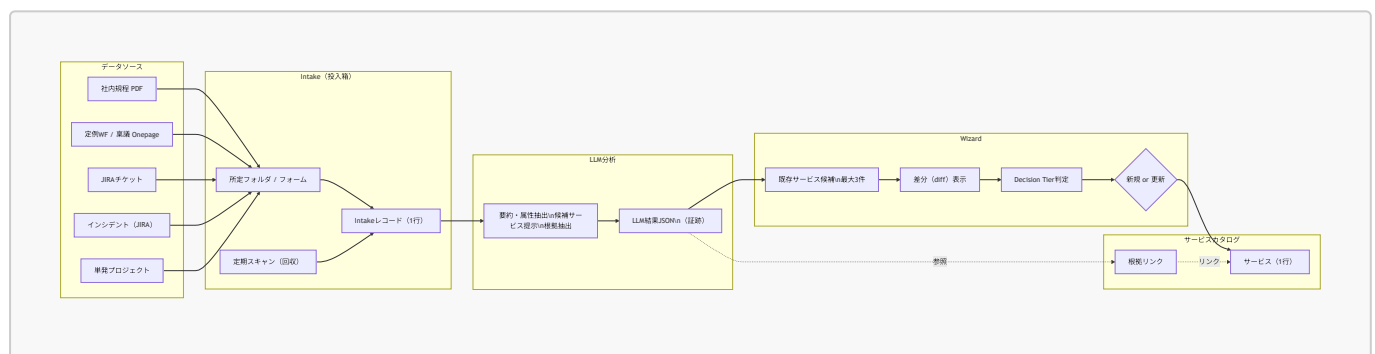 データソース
社内規程 PDF
定例WF / 稟議 Onepage
JIRAチケット
インシデント（JIRA）
単発プロジェクト
Intake（投入箱）
所定フォルダ / フォーム
Intakeレコード（1行）
定期スキャン（回収）
LLM分析
要約・属性抽出\n候補サー
ビス提示\n根拠抽出
LLM結果JSON\n（証跡）
Wizard
既存サービス候補\n最大3件
差分（diff）表示
Decision Tier判定
新規 or 更新
参照
サービスカタログ
根拠リンク
リンク
サービス（1行）